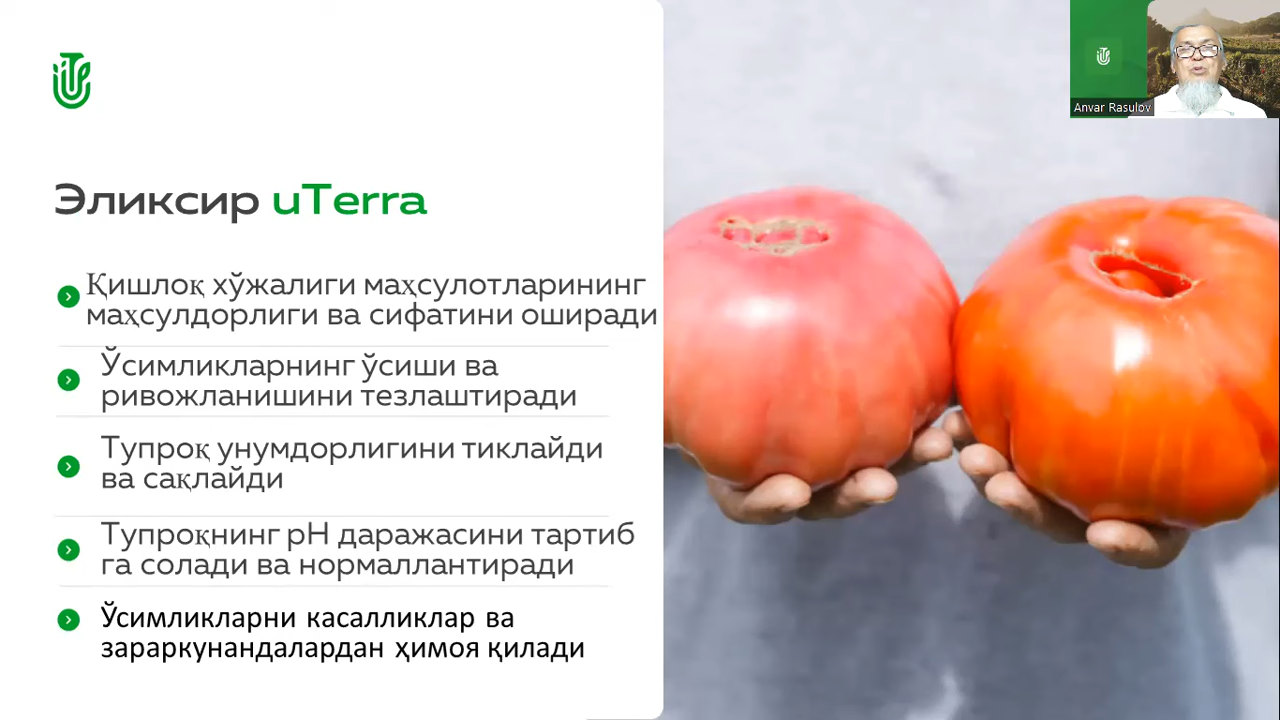 Anvar Rasulov
Эликсир uTerra
Қишлоқ хўжалиги маҳсулотларининг
маҳсулдорлиги ва сифатини оширади
Ўсимликларнинг ўсиши ва
ривожланишини тезлаштиради
Тупроқ унумдорлигини тиклайди
ва сақлайди
Тупроқнинг рН даражасини тартиб
га солади ва нормаллантиради
Ўсимликларни касалликлар ва
зараркунандалардан ҳимоя қилади